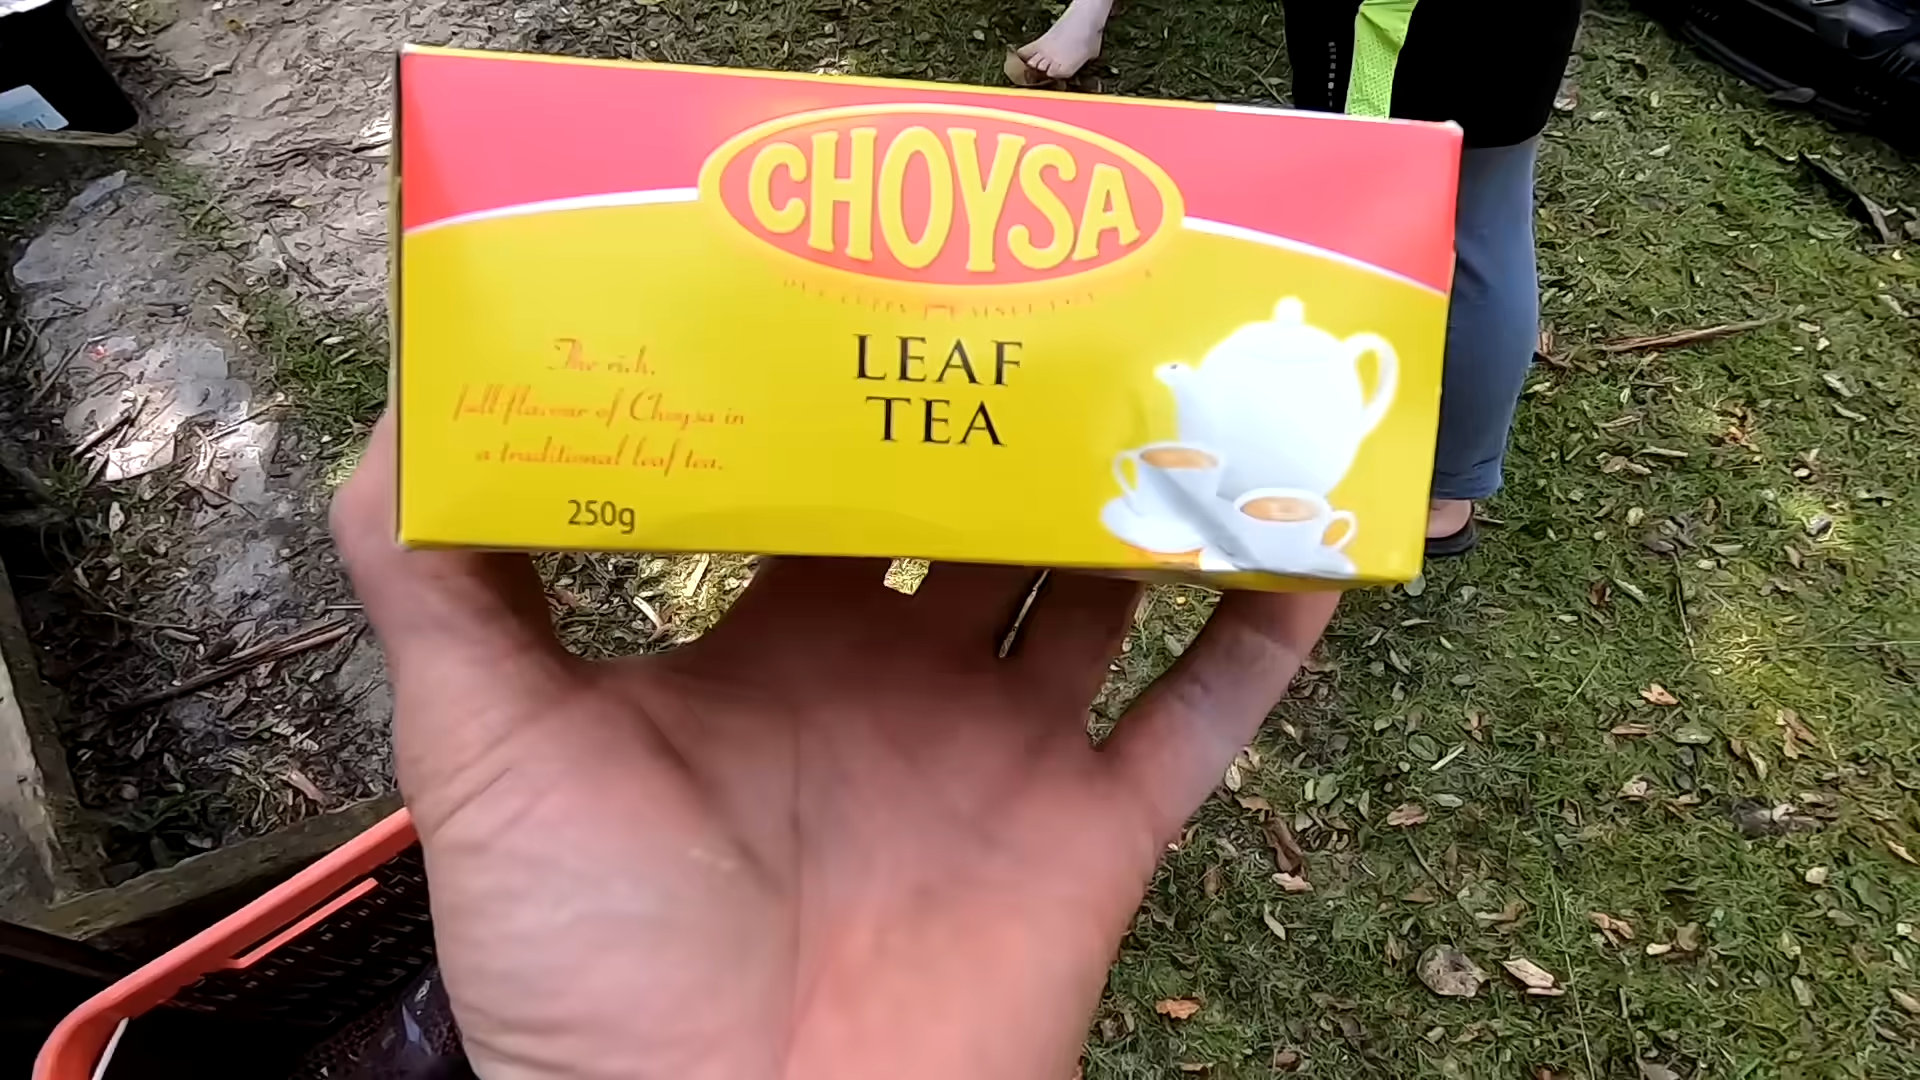 CHOYSA
LEAF
TEA
The rich,
full flavour of Choysa in
a traditional leaf tea.
250g